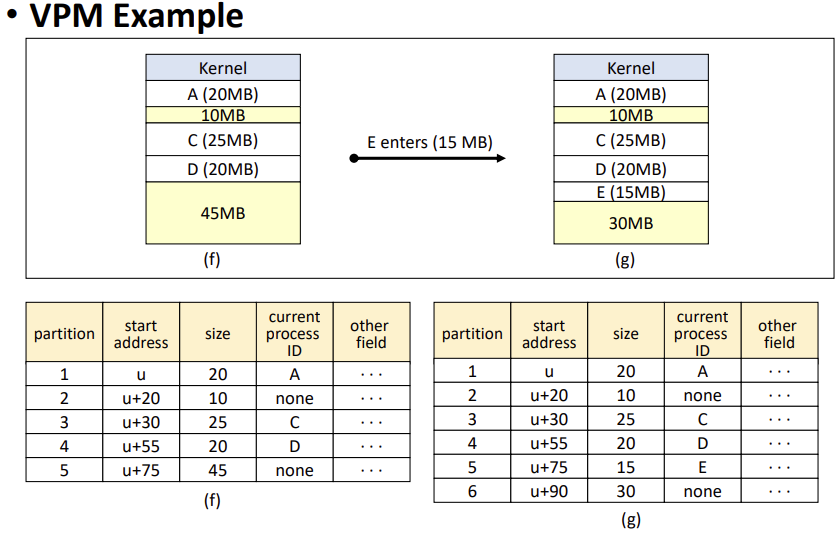 • VPM Example
Kernel
A (20MB)
10MB
C (25MB)
D (20MB)
45MB
(f)
E enters (15 MB)
Kernel
A (20MB)
10MB
C (25MB)
D (20MB)
E (15MB)
30MB
(g)
partition start address size current process ID other field
1 u 20 A ···
2 u+20 10 none ···
3 u+30 25 C ···
4 u+55 20 D ···
5 u+75 45 none ···
(f)
partition start address size current process ID other field
1 u 20 A ···
2 u+20 10 none ···
3 u+30 25 C ···
4 u+55 20 D ···
5 u+75 15 E ···
6 u+90 30 none ···
(g)